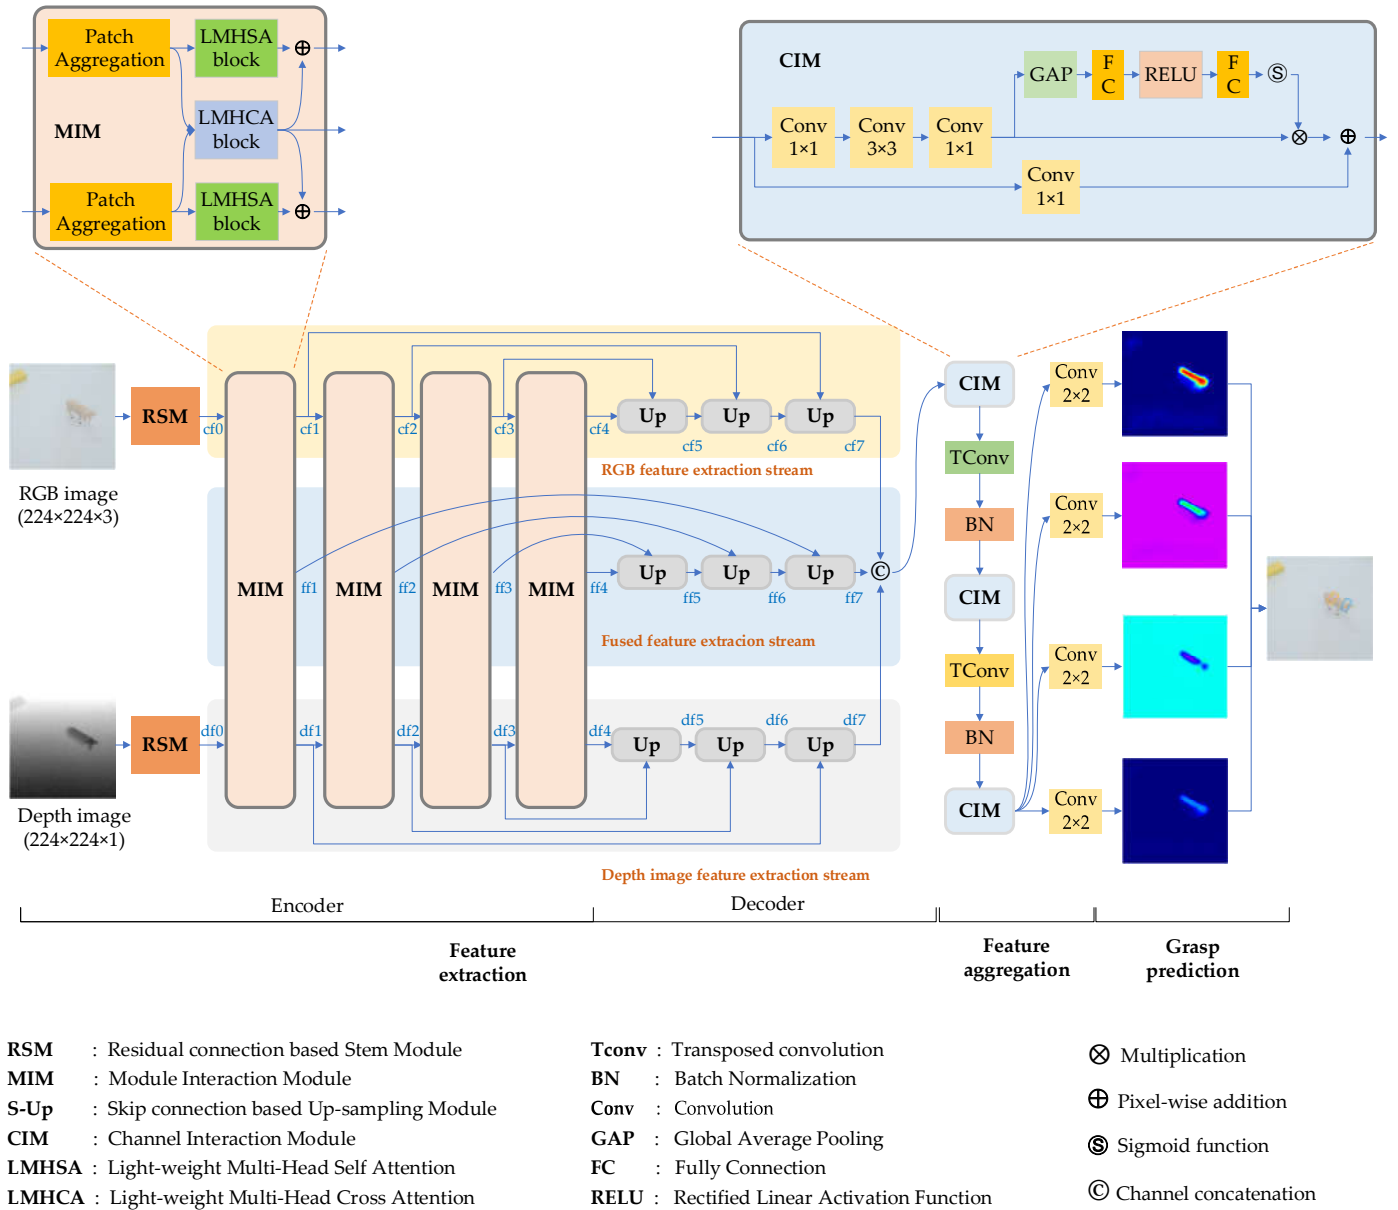 Patch
Aggregation
LMHSA
block
MIM
LMHCA
block
Patch
Aggregation
LMHSA
block
CIM
GAP
F
C
RELU
F
C
S
Conv
1×1
Conv
3×3
Conv
1×1
Conv
1×1
RGB image
(224×224×3)
RSM
cf0
cf1
cf2
cf3
cf4
Up
Up
Up
cf5
cf6
cf7
RGB feature extraction stream
MIM
MIM
MIM
MIM
ff1
ff2
ff3
ff4
Up
Up
Up
ff5
ff6
ff7
C
Fused feature extracion stream
Depth image
(224×224×1)
RSM
df0
df1
df2
df3
df4
df5
df6
df7
Up
Up
Up
Depth image feature extraction stream
CIM
TConv
BN
CIM
TConv
BN
CIM
Conv
2×2
Conv
2×2
Conv
2×2
Conv
2×2
Encoder
Decoder
Feature
extraction
Feature
aggregation
Grasp
prediction
RSM : Residual connection based Stem Module
MIM : Module Interaction Module
S-Up : Skip connection based Up-sampling Module
CIM : Channel Interaction Module
LMHSA : Light-weight Multi-Head Self Attention
LMHCA : Light-weight Multi-Head Cross Attention
Tconv : Transposed convolution
BN : Batch Normalization
Conv : Convolution
GAP : Global Average Pooling
FC : Fully Connection
RELU : Rectified Linear Activation Function
⊗ Multiplication
⊕ Pixel-wise addition
Ⓢ Sigmoid function
© Channel concatenation